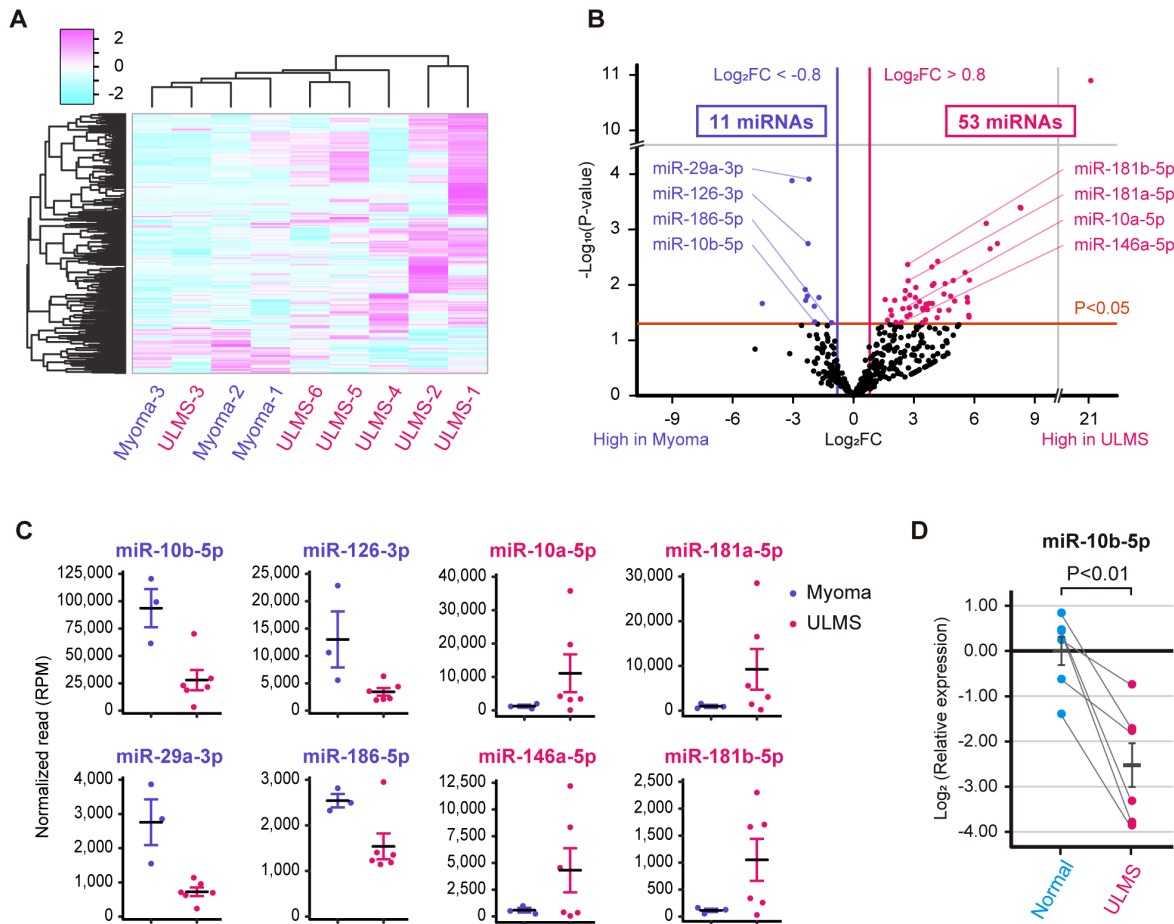 A
2
0
-2
Myoma-3
ULMS-3
Myoma-2
Myoma-1
ULMS-6
ULMS-5
ULMS-4
ULMS-2
ULMS-1
B
Log₂FC < -0.8
Log₂FC > 0.8
11 miRNAs
53 miRNAs
miR-29a-3p
miR-126-3p
miR-186-5p
miR-10b-5p
miR-181b-5p
miR-181a-5p
miR-10a-5p
miR-146a-5p
P<0.05
-Log₁₀(P-value)
11
10
4
3
2
1
0
-9 -6 -3 0 3 6 9 21
High in Myoma Log₂FC High in ULMS
C
Normalized read (RPM)
miR-10b-5p
125,000
100,000
75,000
50,000
25,000
0
miR-126-3p
25,000
20,000
15,000
10,000
5,000
0
miR-10a-5p
40,000
30,000
20,000
10,000
0
miR-181a-5p
30,000
20,000
10,000
0
Myoma
ULMS
miR-29a-3p
4,000
3,000
2,000
1,000
0
miR-186-5p
3,000
2,000
1,000
0
miR-146a-5p
12,500
10,000
7,500
5,000
2,500
0
miR-181b-5p
2,500
2,000
1,500
1,000
500
0
D
miR-10b-5p
P<0.01
Log₂ (Relative expression)
1.00
0.00
-1.00
-2.00
-3.00
-4.00
Normal
ULMS